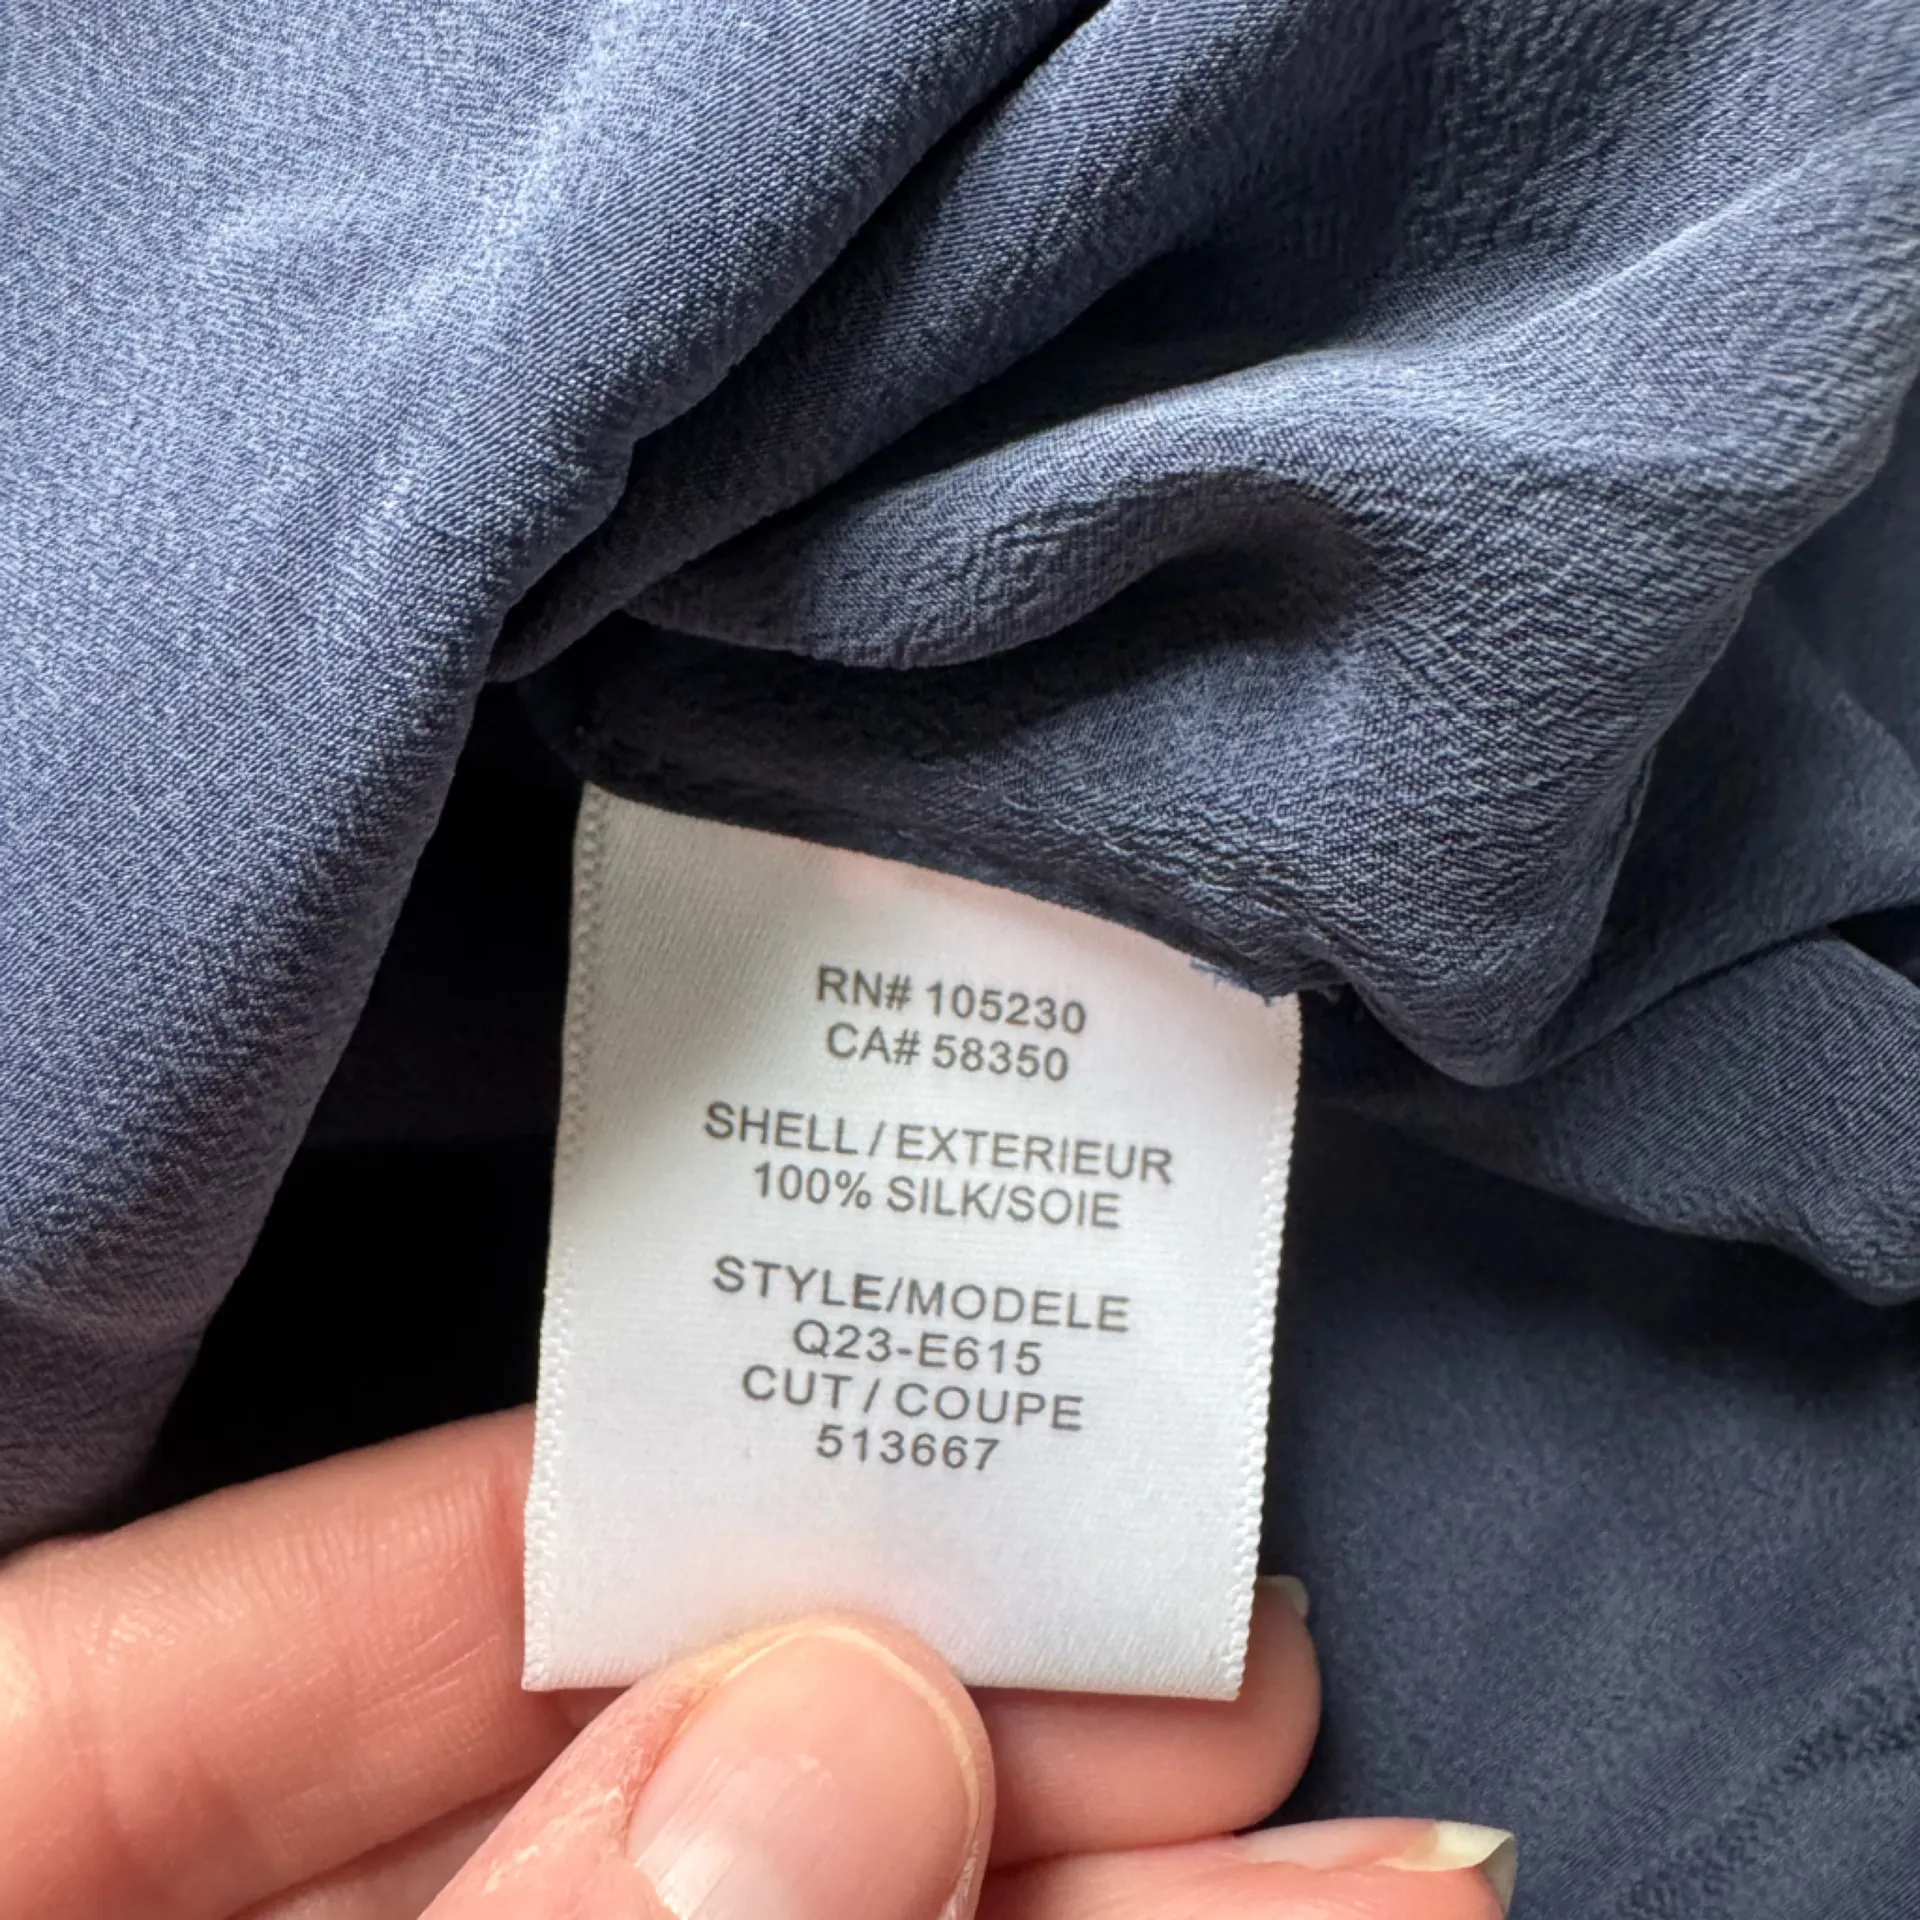 RN# 105230
CA# 58350
SHELL / EXTERIEUR
100% SILK/SOIE
STYLE/MODELE
Q23-E615
CUT / COUPE
513667